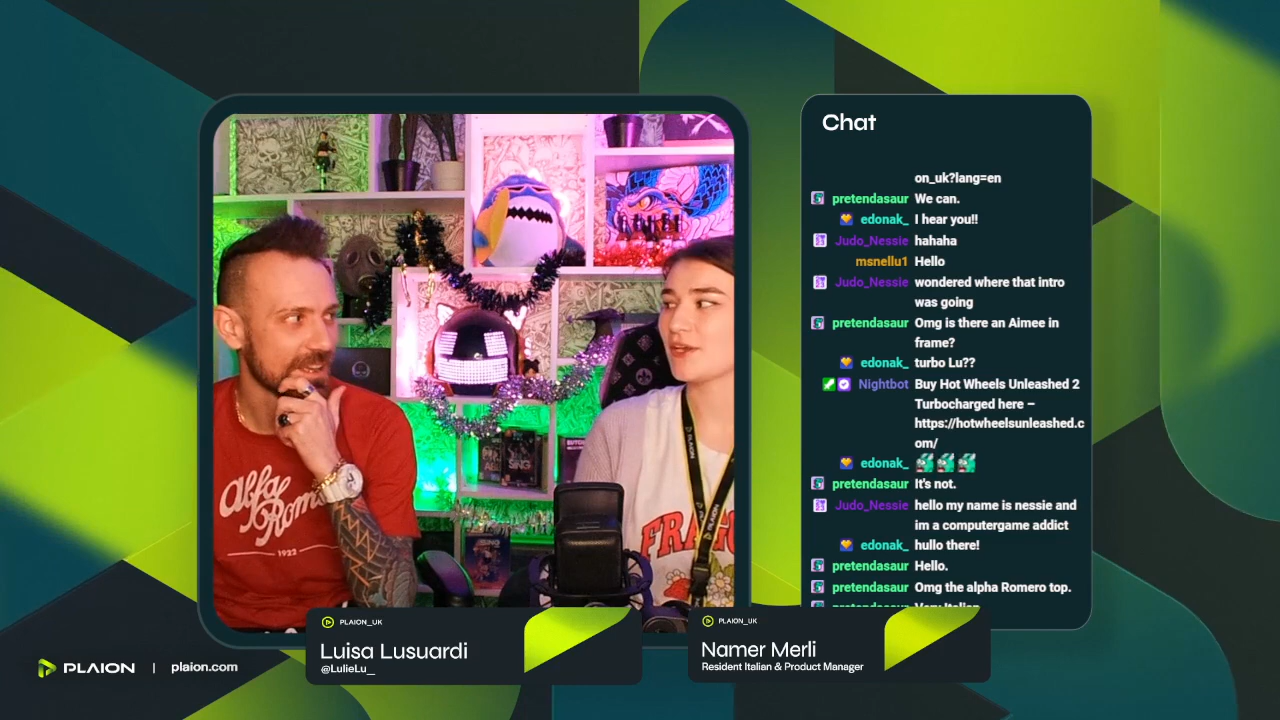 Chat
on_uk?lang=en
pretendasaur We can.
edonak_ I hear you!!
Judo_Nessie hahaha
msnellu1 Hello
Judo_Nessie wondered where that intro
was going
pretendasaur Omg is there an Aimee in
frame?
edonak_ turbo Lu??
Nightbot Buy Hot Wheels Unleashed 2
Turbocharged here –
https://hotwheelsunleashed.c
om/
edonak_
pretendasaur It's not.
Judo_Nessie hello my name is nessie and
im a computergame addict
edonak_ hullo there!
pretendasaur Hello.
pretendasaur Omg the alpha Romero top.
Alfa
Rome
1922
FRAG
SING
PLAION_UK
Luisa Lusuardi
@LulieLu__
PLAION_UK
Namer Merli
Resident Italian & Product Manager
PLAION | plaion.com